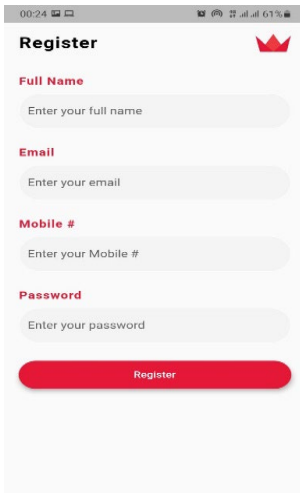 00:24 61%
Register
Full Name
Enter your full name
Email
Enter your email
Mobile #
Enter your Mobile #
Password
Enter your password
Register